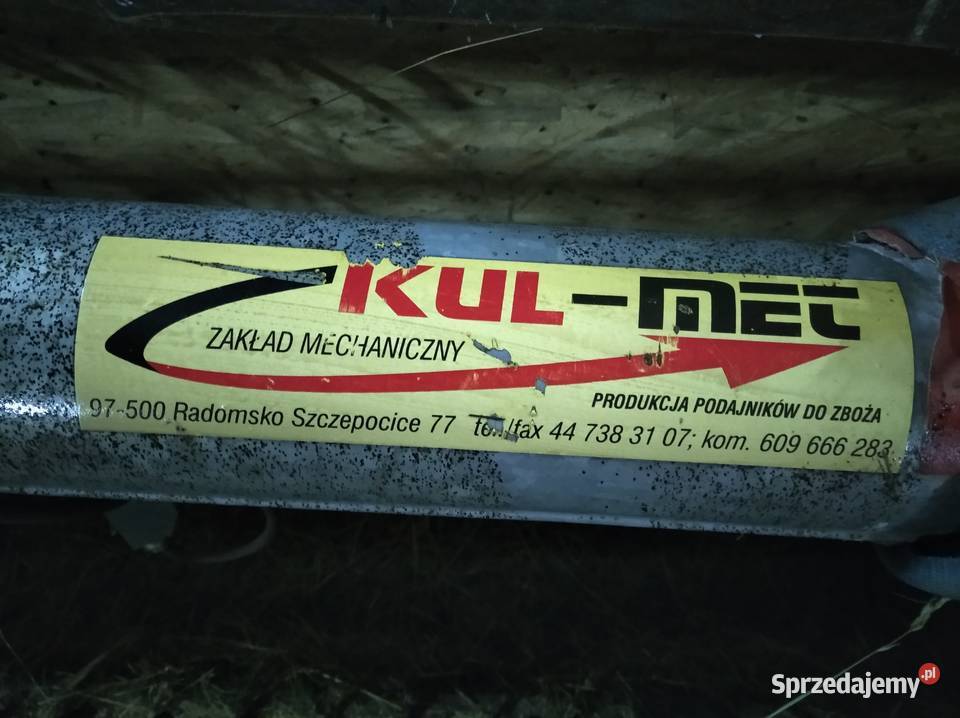 KUL-MET
ZAKŁAD MECHANICZNY
PRODUKCJA PODAJNIKÓW DO ZBOŻA
97-500 Radomsko Szczepocice 77 tel./fax 44 738 31 07; kom. 609 666 283
Sprzedajemy.pl